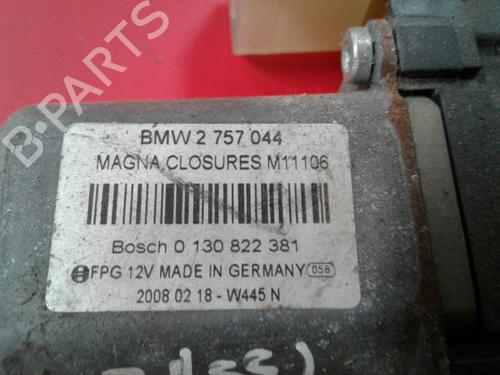 BMW 2 757 044
MAGNA CLOSURES M11106
Bosch 0 130 822 381
FPG 12V MADE IN GERMANY 058
2008 02 18 - W445 N
B-PARTS